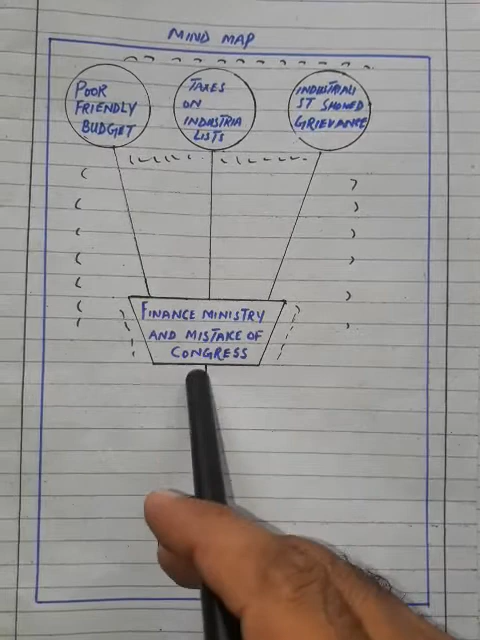 MIND MAP
POOR
FRIENDLY
BUDGET
TAXES
ON
INDUSTRIA
LISTS
INDUSTRIALI
ST SHOWED
GRIEVANCE
FINANCE MINISTRY
AND MISTAKE OF
CONGRESS